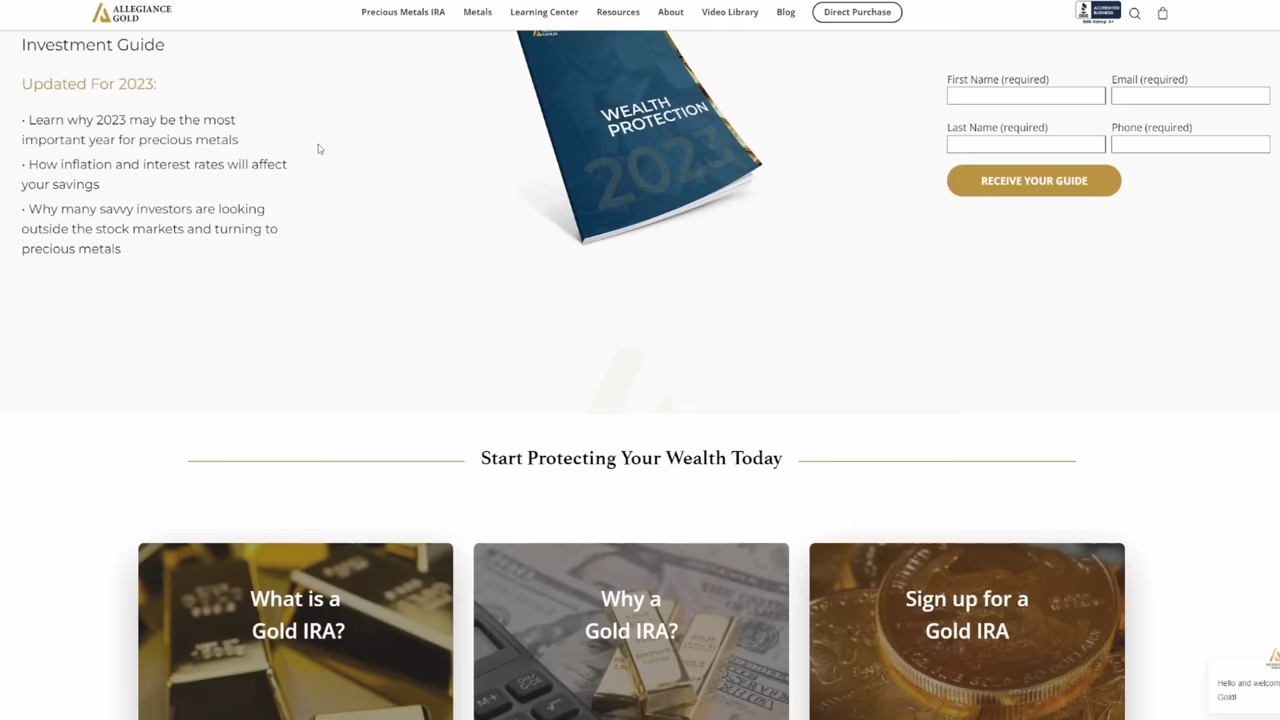 ALLEGIANCE
GOLD
Precious Metals IRA
Metals
Learning Center
Resources
About
Video Library
Blog
Direct Purchase
ACCREDITED
BUSINESS
BBB Rating: A+
Investment Guide
Updated For 2023:
• Learn why 2023 may be the most
important year for precious metals
• How inflation and interest rates will affect
your savings
• Why many savvy investors are looking
outside the stock markets and turning to
precious metals
WEALTH
PROTECTION
2023
First Name (required)
Email (required)
Last Name (required)
Phone (required)
RECEIVE YOUR GUIDE
Start Protecting Your Wealth Today
What is a
Gold IRA?
Why a
Gold IRA?
Sign up for a
Gold IRA
M+
Hello and welcom
Gold!